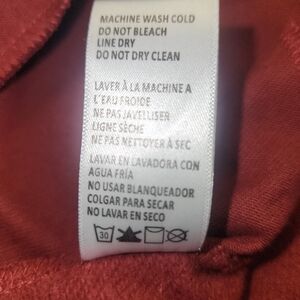 MACHINE WASH COLD
DO NOT BLEACH
LINE DRY
DO NOT DRY CLEAN
LAVER À LA MACHINE A
L'EAU FROIDE
NE PAS JAVELLISER
LIGNE SÈCHE
NE PAS NETTOYER À SEC
LAVAR EN LAVADORA CON
AGUA FRÍA
NO USAR BLANQUEADOR
COLGAR PARA SECAR
NO LAVAR EN SECO
30